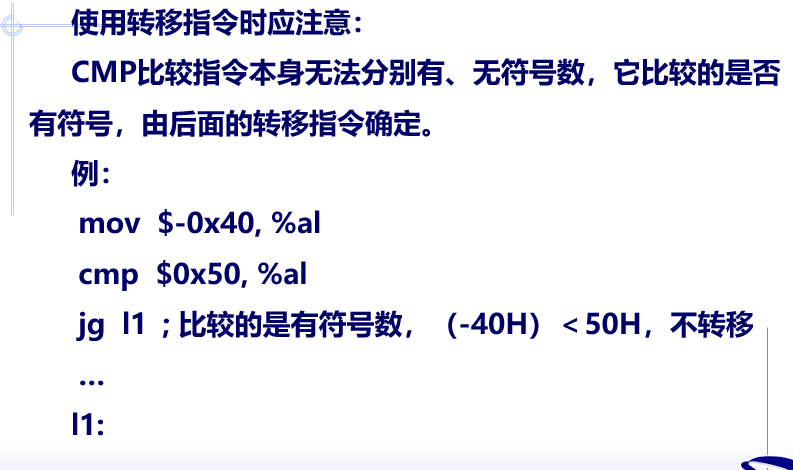 使用转移指令时应注意：
CMP比较指令本身无法分别有、无符号数，它比较的是否
有符号，由后面的转移指令确定。
例：
mov $-0x40, %al
cmp $0x50, %al
jg l1 ; 比较的是有符号数，（-40H）＜50H，不转移
...
l1: